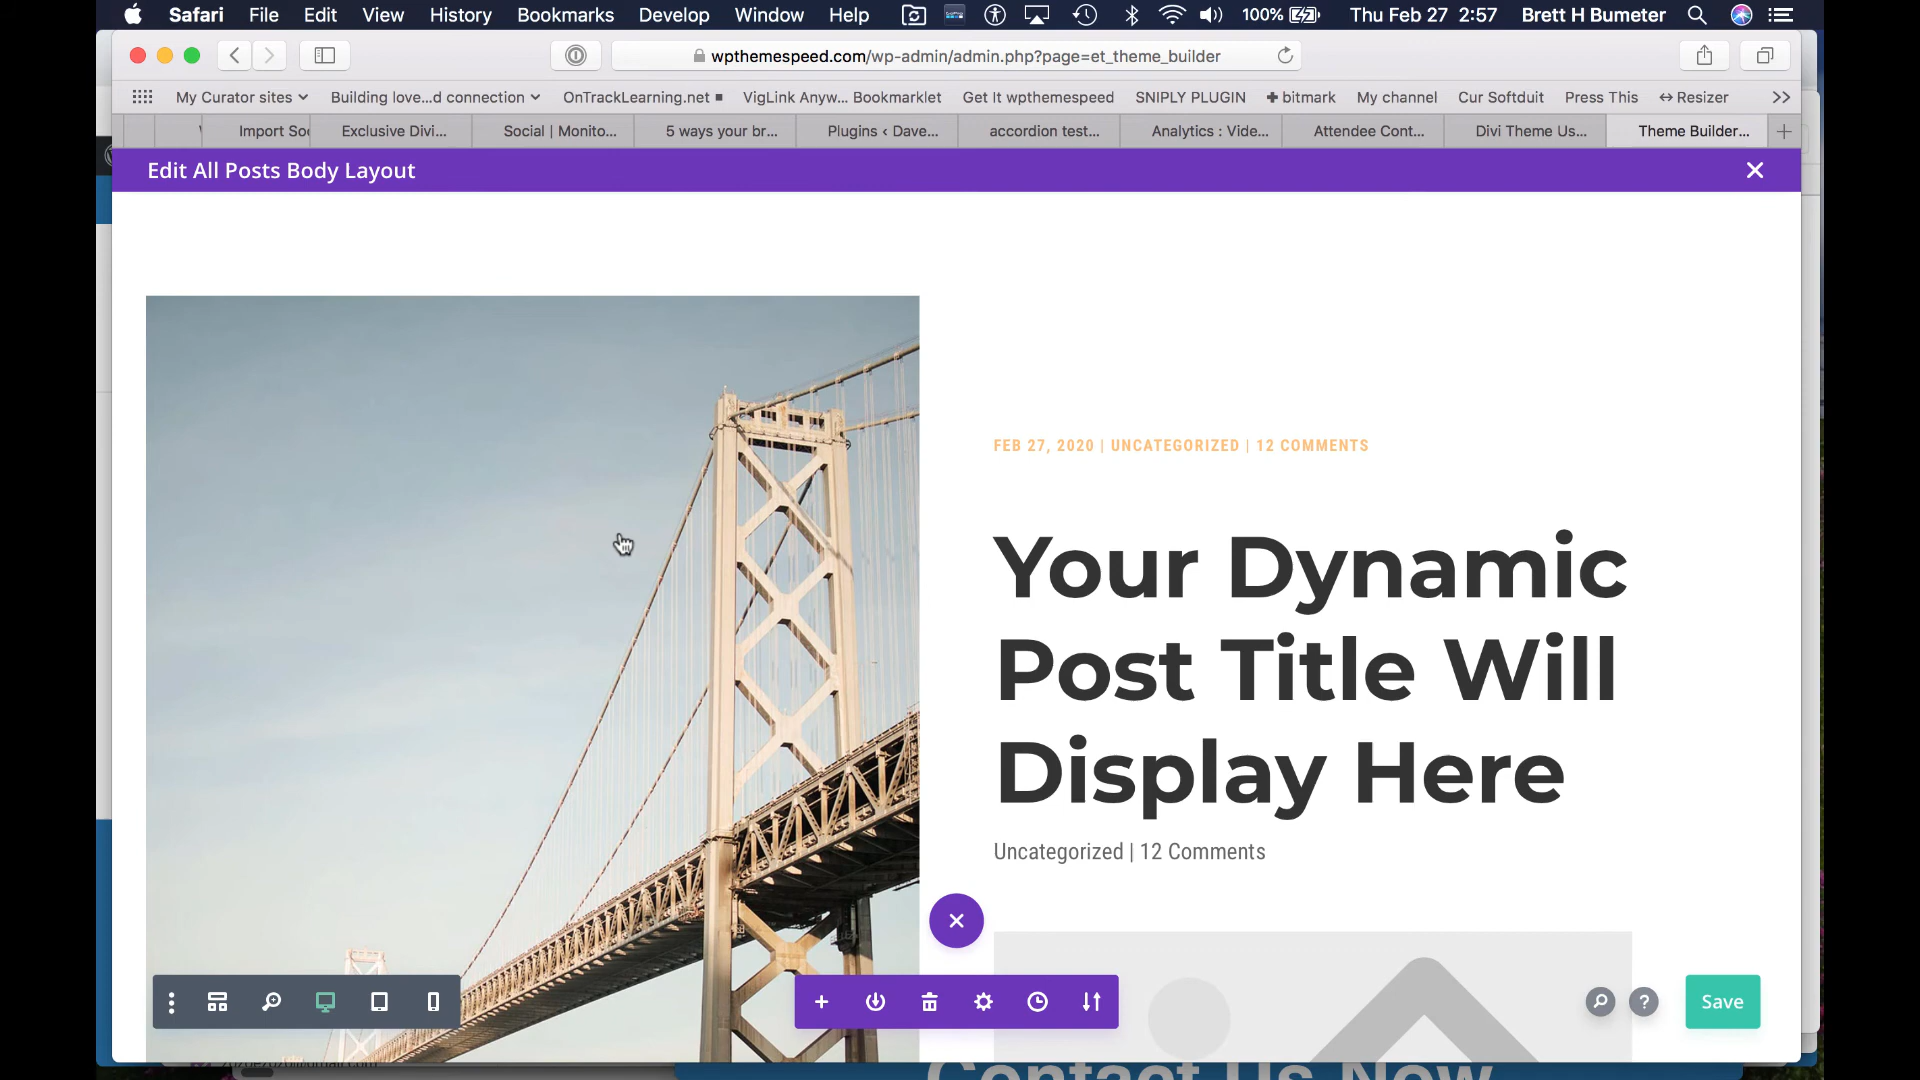 Safari File Edit View History Bookmarks Develop Window Help 100% Thu Feb 27 2:57 Brett H Bumeter
wpthemespeed.com/wp-admin/admin.php?page=et_theme_builder
My Curator sites Building love...d connection OnTrackLearning.net VigLink Anyw... Bookmarklet Get It wpthemespeed SNIPLY PLUGIN bitmark My channel Cur Softduit Press This Resizer >>
Import Soc Exclusive Divi... Social | Monito... 5 ways your br... Plugins ‹ Dave... accordion test... Analytics : Vide... Attendee Cont... Divi Theme Us... Theme Builder...
Edit All Posts Body Layout
FEB 27, 2020 | UNCATEGORIZED | 12 COMMENTS
Your Dynamic
Post Title Will
Display Here
Uncategorized | 12 Comments
Save
Contact Us Now